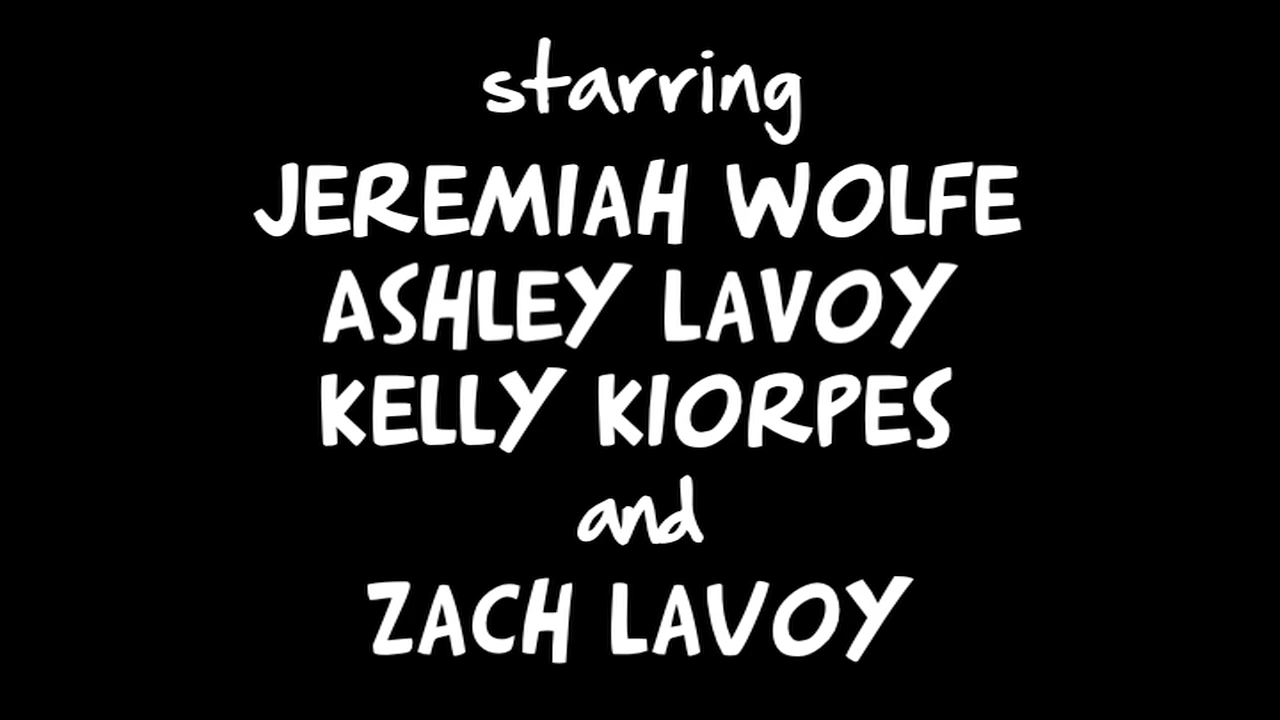 starring
JEREMIAH WOLFE
ASHLEY LAVOY
KELLY KIORPES
and
ZACH LAVOY